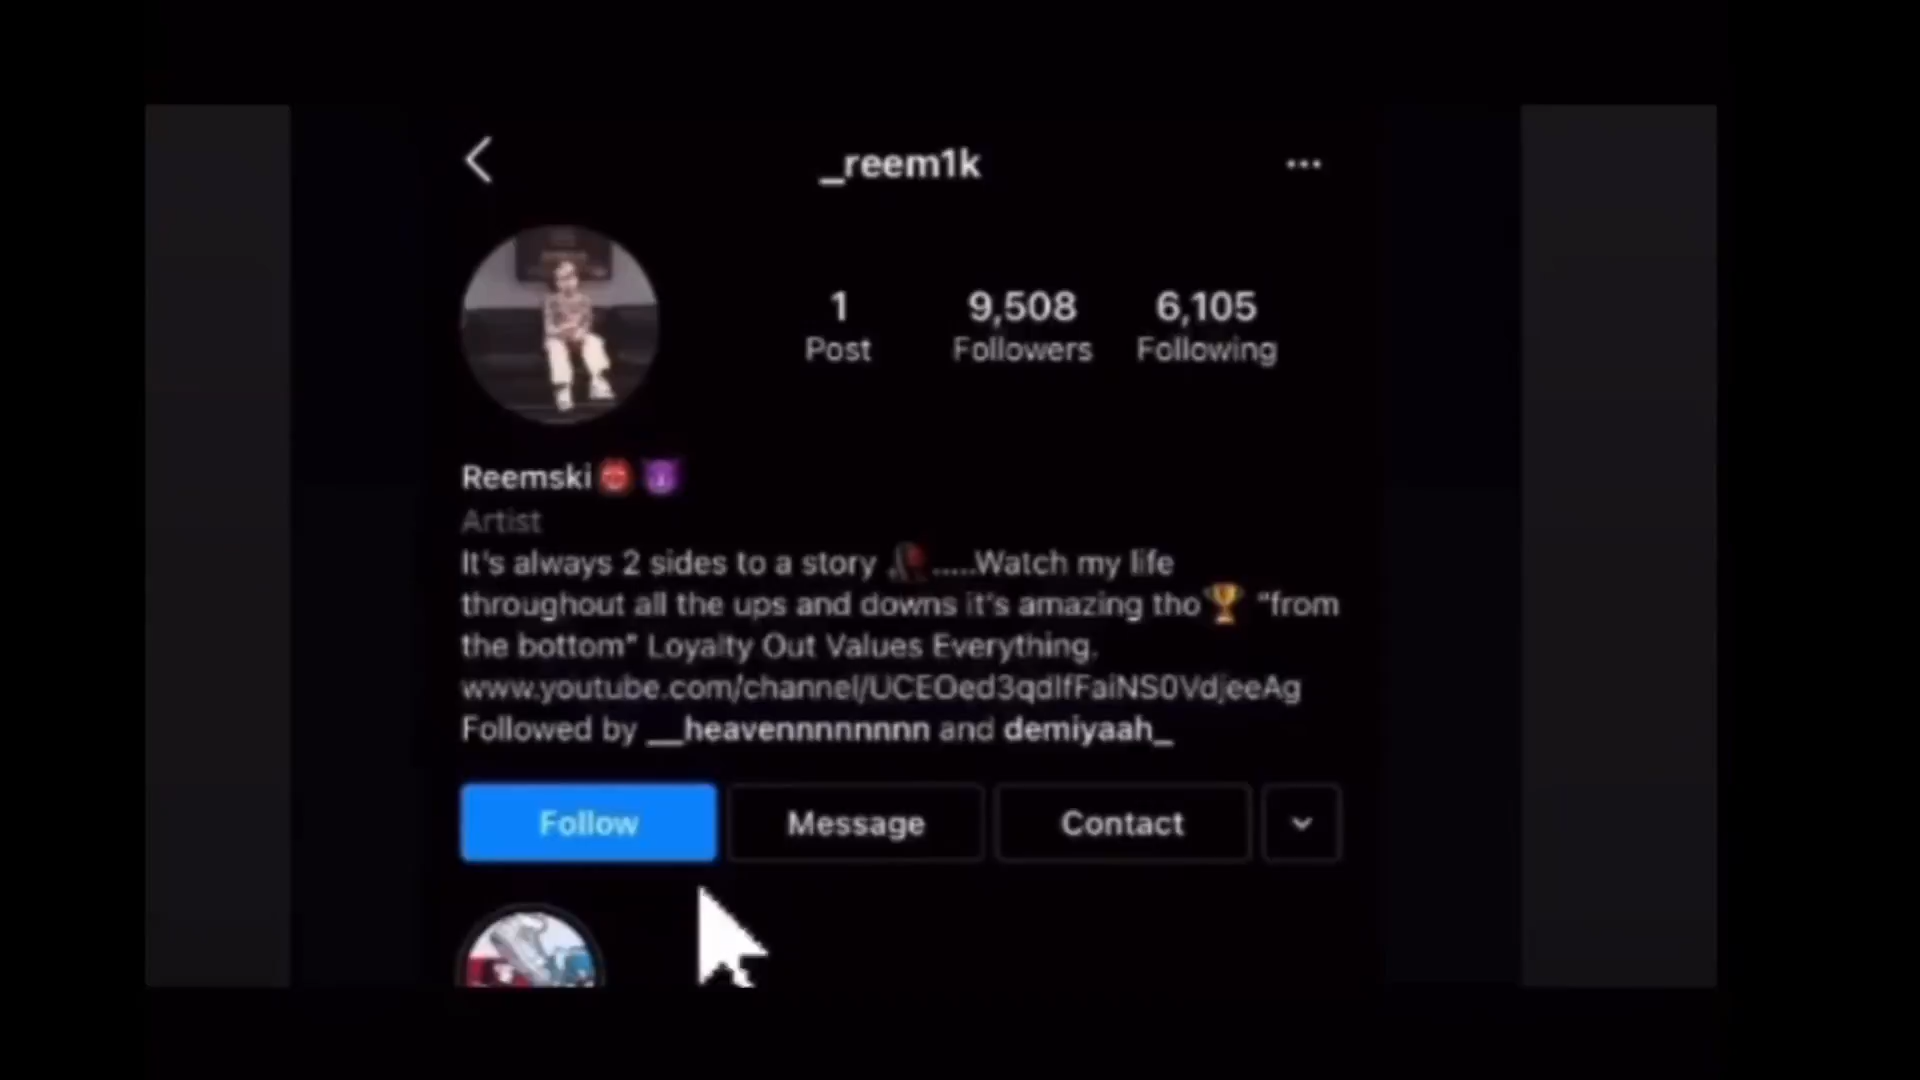 _reem1k
1 9,508 6,105
Post Followers Following
Reemski
Artist
It's always 2 sides to a story 🥀.....Watch my life
throughout all the ups and downs it's amazing tho🏆 "from
the bottom" Loyalty Out Values Everything.
www.youtube.com/channel/UCEOed3qdIfFaiNS0VdjeeAg
Followed by __heavennnnnnnn and demiyaah_
Follow Message Contact